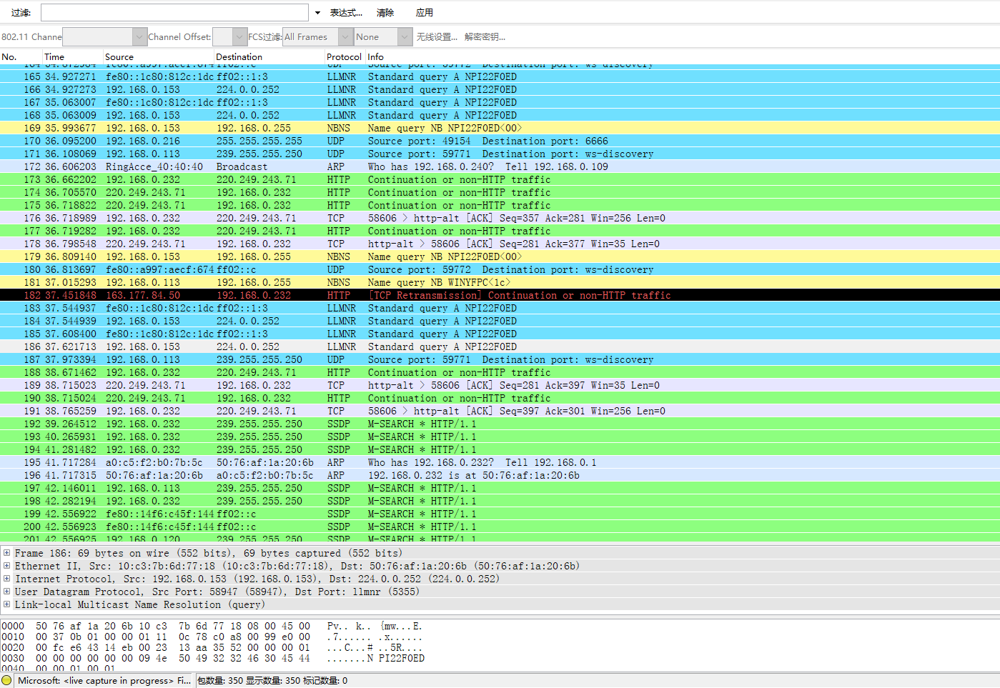 过滤: 表达式... 清除 应用
802.11 Channe Channel Offset: FCS过滤: All Frames None 无线设置... 解密密钥...
No. Time Source Destination Protocol Info
164 34.872984 fe80::a997:aecf:674 ff02::c UDP Source port: 59772 Destination port: ws-discovery
165 34.927271 fe80::1c80:812c:1dc ff02::1:3 LLMNR Standard query A NPI22F0ED
166 34.927273 192.168.0.153 224.0.0.252 LLMNR Standard query A NPI22F0ED
167 35.063007 fe80::1c80:812c:1dc ff02::1:3 LLMNR Standard query A NPI22F0ED
168 35.063009 192.168.0.153 224.0.0.252 LLMNR Standard query A NPI22F0ED
169 35.993677 192.168.0.153 192.168.0.255 NBNS Name query NB NPI22F0ED<00>
170 36.095200 192.168.0.216 255.255.255.255 UDP Source port: 49154 Destination port: 6666
171 36.108069 192.168.0.113 239.255.255.250 UDP Source port: 59771 Destination port: ws-discovery
172 36.606203 RingAcce_40:40:40 Broadcast ARP Who has 192.168.0.240? Tell 192.168.0.109
173 36.662202 192.168.0.232 220.249.243.71 HTTP Continuation or non-HTTP traffic
174 36.705570 220.249.243.71 192.168.0.232 HTTP Continuation or non-HTTP traffic
175 36.718822 220.249.243.71 192.168.0.232 HTTP Continuation or non-HTTP traffic
176 36.718989 192.168.0.232 220.249.243.71 TCP 58606 > http-alt [ACK] Seq=357 Ack=281 Win=256 Len=0
177 36.719282 192.168.0.232 220.249.243.71 HTTP Continuation or non-HTTP traffic
178 36.798548 220.249.243.71 192.168.0.232 TCP http-alt > 58606 [ACK] Seq=281 Ack=377 Win=35 Len=0
179 36.809140 192.168.0.153 192.168.0.255 NBNS Name query NB NPI22F0ED<00>
180 36.813697 fe80::a997:aecf:674 ff02::c UDP Source port: 59772 Destination port: ws-discovery
181 37.015293 192.168.0.113 192.168.0.255 NBNS Name query NB WINYFPC<1c>
182 37.451848 163.177.84.50 192.168.0.232 HTTP [TCP Retransmission] Continuation or non-HTTP traffic
183 37.544937 fe80::1c80:812c:1dc ff02::1:3 LLMNR Standard query A NPI22F0ED
184 37.544939 192.168.0.153 224.0.0.252 LLMNR Standard query A NPI22F0ED
185 37.608400 fe80::1c80:812c:1dc ff02::1:3 LLMNR Standard query A NPI22F0ED
186 37.621713 192.168.0.153 224.0.0.252 LLMNR Standard query A NPI22F0ED
187 37.973394 192.168.0.113 239.255.255.250 UDP Source port: 59771 Destination port: ws-discovery
188 38.671462 192.168.0.232 220.249.243.71 HTTP Continuation or non-HTTP traffic
189 38.715023 220.249.243.71 192.168.0.232 TCP http-alt > 58606 [ACK] Seq=281 Ack=397 Win=35 Len=0
190 38.715024 220.249.243.71 192.168.0.232 HTTP Continuation or non-HTTP traffic
191 38.765259 192.168.0.232 220.249.243.71 TCP 58606 > http-alt [ACK] Seq=397 Ack=301 Win=256 Len=0
192 39.264512 192.168.0.232 239.255.255.250 SSDP M-SEARCH * HTTP/1.1
193 40.265931 192.168.0.232 239.255.255.250 SSDP M-SEARCH * HTTP/1.1
194 41.281482 192.168.0.232 239.255.255.250 SSDP M-SEARCH * HTTP/1.1
195 41.717284 a0:c5:f2:b0:7b:5c 50:76:af:1a:20:6b ARP Who has 192.168.0.232? Tell 192.168.0.1
196 41.717315 50:76:af:1a:20:6b a0:c5:f2:b0:7b:5c ARP 192.168.0.232 is at 50:76:af:1a:20:6b
197 42.146011 192.168.0.113 239.255.255.250 SSDP M-SEARCH * HTTP/1.1
198 42.282194 192.168.0.232 239.255.255.250 SSDP M-SEARCH * HTTP/1.1
199 42.556922 fe80::14f6:c45f:144 ff02::c SSDP M-SEARCH * HTTP/1.1
200 42.556923 fe80::14f6:c45f:144 ff02::c SSDP M-SEARCH * HTTP/1.1
201 42.556925 192.168.0.120 239.255.255.250 SSDP M-SEARCH * HTTP/1.1
Frame 186: 69 bytes on wire (552 bits), 69 bytes captured (552 bits)
Ethernet II, Src: 10:c3:7b:6d:77:18 (10:c3:7b:6d:77:18), Dst: 50:76:af:1a:20:6b (50:76:af:1a:20:6b)
Internet Protocol, Src: 192.168.0.153 (192.168.0.153), Dst: 224.0.0.252 (224.0.0.252)
User Datagram Protocol, Src Port: 58947 (58947), Dst Port: llmnr (5355)
Link-local Multicast Name Resolution (query)
0000 50 76 af 1a 20 6b 10 c3 7b 6d 77 18 08 00 45 00 Pv.. k.. {mw...E.
0010 00 37 0b 01 00 00 01 11 0c 78 c0 a8 00 99 e0 00 .7...... .x......
0020 00 fc e6 43 14 eb 00 23 13 aa 35 52 00 00 00 01 ...C...# ..5R....
0030 00 00 00 00 00 00 09 4e 50 49 32 32 46 30 45 44 .......N PI22F0ED
0040 00 00 01 00 01
Microsoft: <live capture in progress> Fi... 包数量: 350 显示数量: 350 标记数量: 0